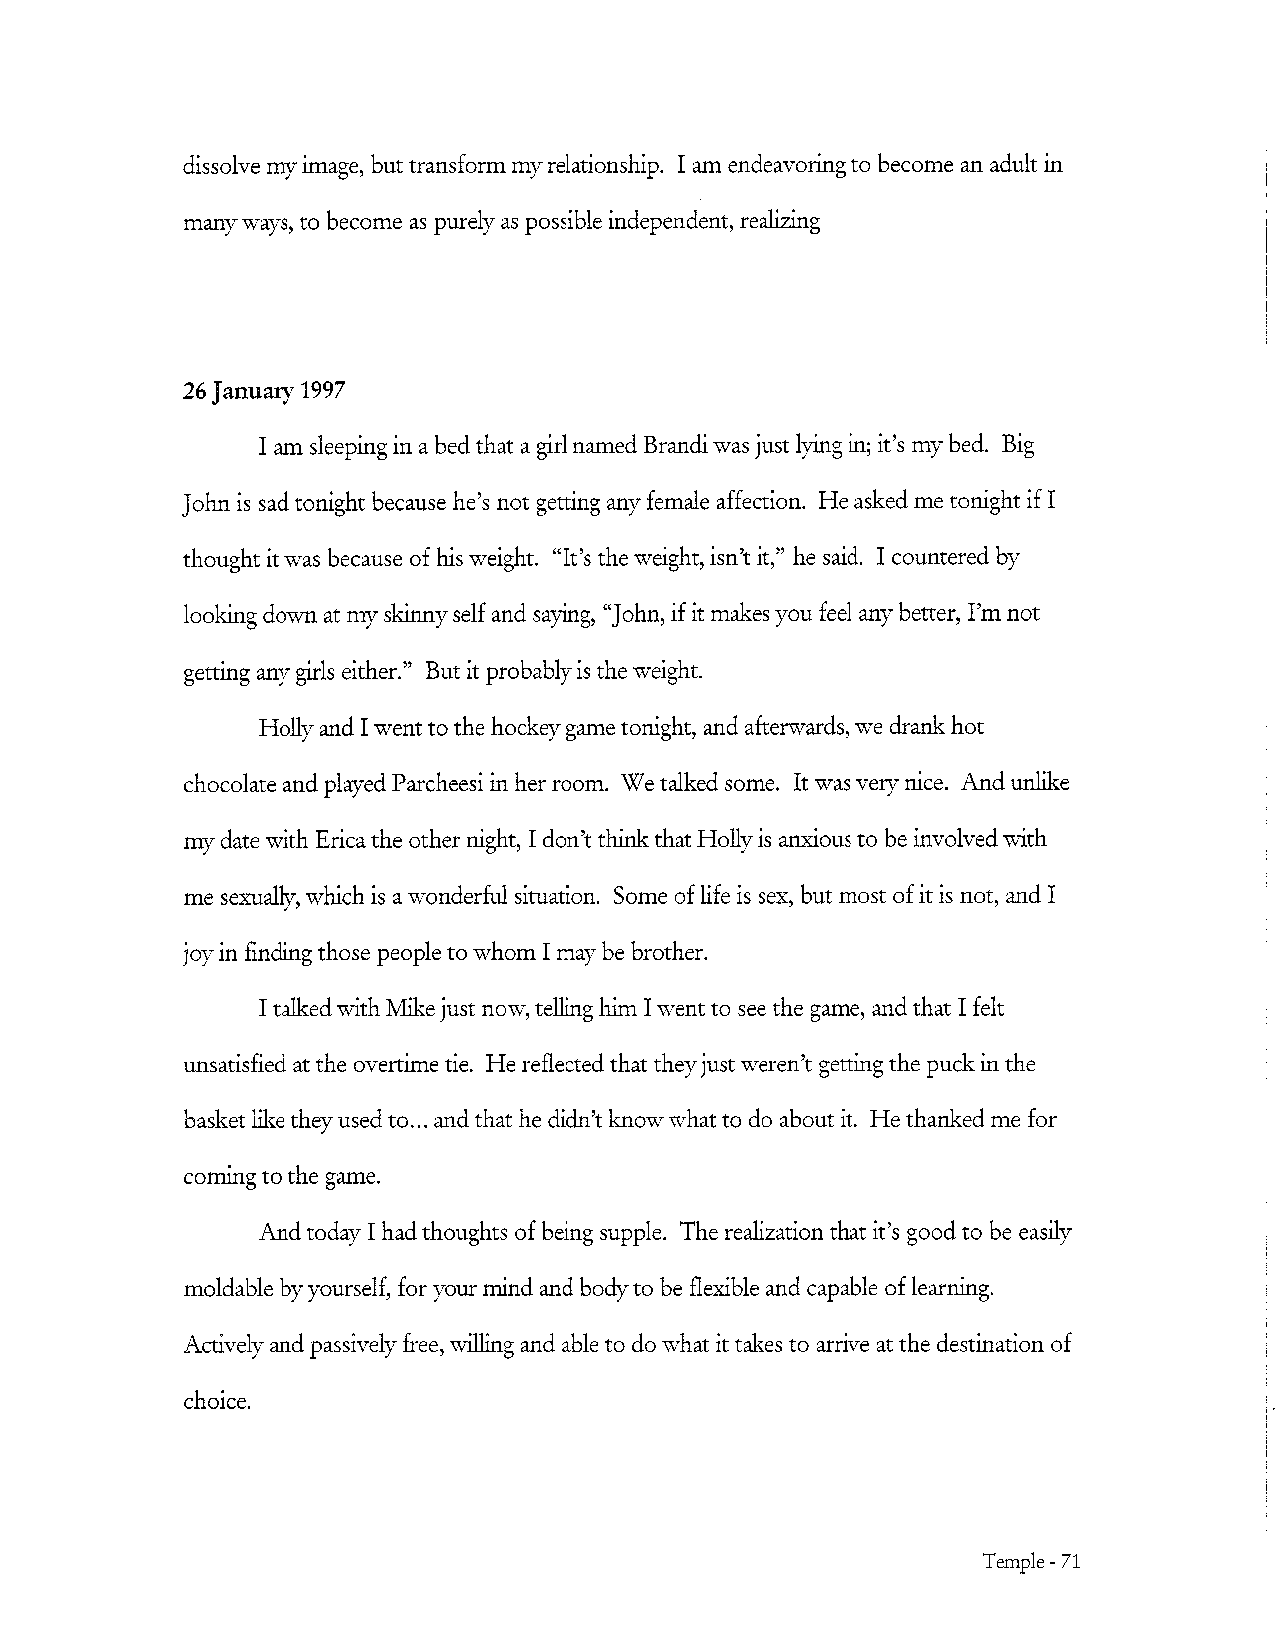 dissolve my image, but transform my relationship. I am endeavoring to become an adult in
many ways, to become as purely as possible independent, realizing
26 January 1997
I am sleeping in a bed that a girl named Brandi was just lying in; it's my bed. Big
John is sad tonight because he's not getting any female affection. He asked me tonight if I
thought it was because of his weight. “It's the weight, isn't it,” he said. I countered by
looking down at my skinny self and saying, “John, if it makes you feel any better, I'm not
getting any girls either.” But it probably is the weight.
Holly and I went to the hockey game tonight, and afterwards, we drank hot
chocolate and played Parcheesi in her room. We talked some. It was very nice. And unlike
my date with Erica the other night, I don't think that Holly is anxious to be involved with
me sexually, which is a wonderful situation. Some of life is sex, but most of it is not, and I
joy in finding those people to whom I may be brother.
I talked with Mike just now, telling him I went to see the game, and that I felt
unsatisfied at the overtime tie. He reflected that they just weren't getting the puck in the
basket like they used to... and that he didn't know what to do about it. He thanked me for
coming to the game.
And today I had thoughts of being supple. The realization that it's good to be easily
moldable by yourself, for your mind and body to be flexible and capable of learning.
Actively and passively free, willing and able to do what it takes to arrive at the destination of
choice.
Temple - 71